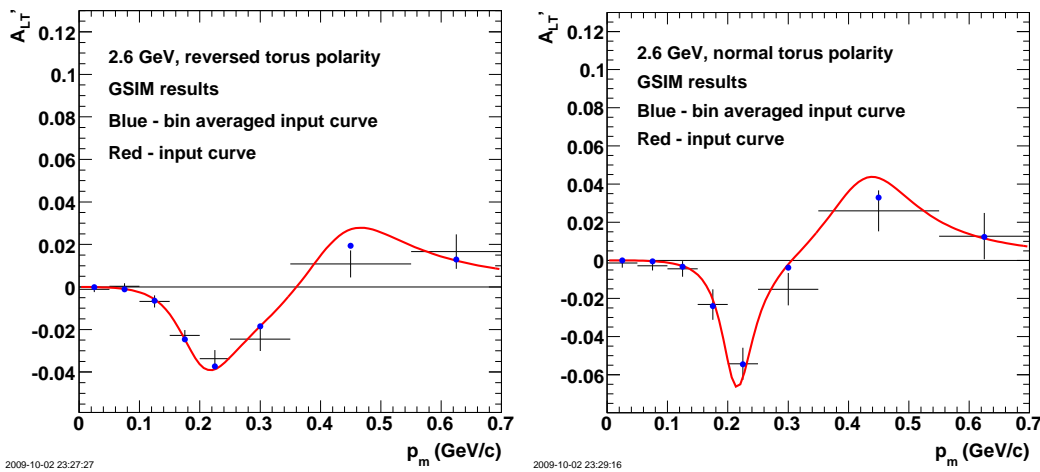 A_LT'
0.12
0.1
0.08
0.06
0.04
0.02
0
-0.02
-0.04
2.6 GeV, reversed torus polarity
GSIM results
Blue - bin averaged input curve
Red - input curve
0 0.1 0.2 0.3 0.4 0.5 0.6 0.7
p_m (GeV/c)
2009-10-02 23:27:27
A_LT'
0.12
0.1
0.08
0.06
0.04
0.02
0
-0.02
-0.04
-0.06
2.6 GeV, normal torus polarity
GSIM results
Blue - bin averaged input curve
Red - input curve
0 0.1 0.2 0.3 0.4 0.5 0.6 0.7
p_m (GeV/c)
2009-10-02 23:29:16